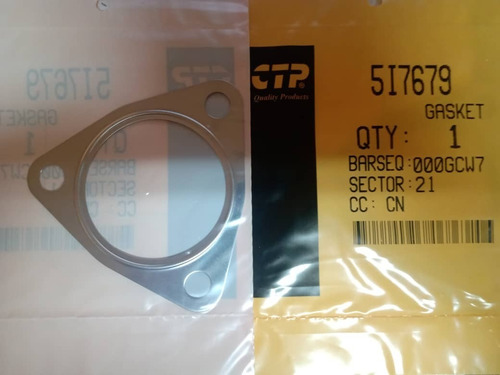 CTP
Quality Products
5I7679
GASKET
QTY: 1
BARSEQ:000GCW7
SECTOR:21
CC: CN